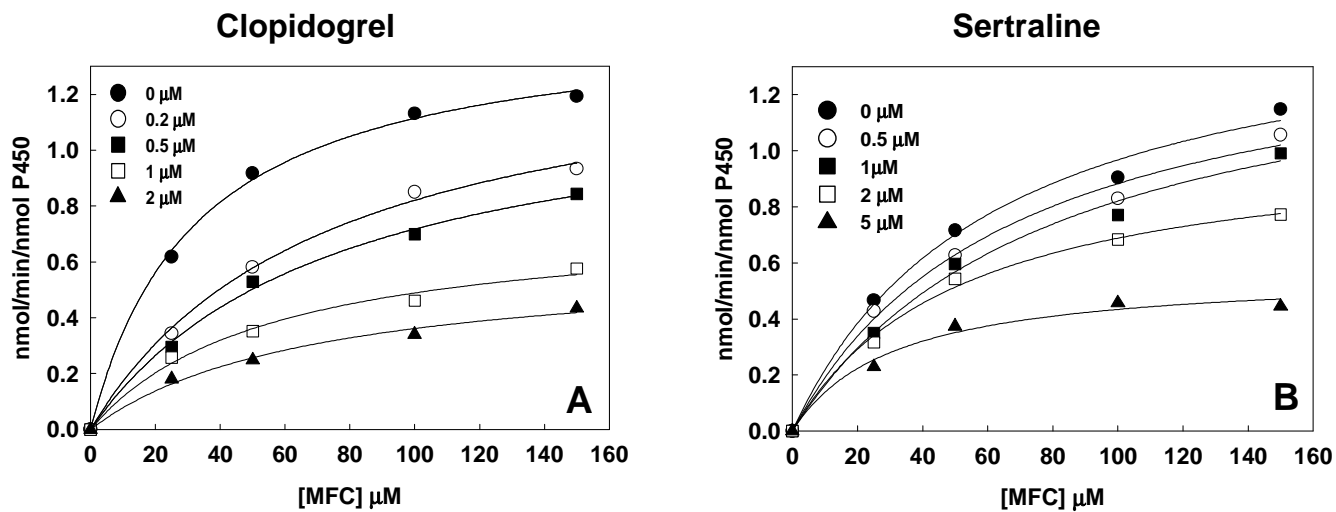 Clopidogrel
nmol/min/nmol P450
1.2
1.0
0.8
0.6
0.4
0.2
0.0
0 μM
0.2 μM
0.5 μM
1 μM
2 μM
A
0 20 40 60 80 100 120 140 160
[MFC] μM
Sertraline
nmol/min/nmol P450
1.2
1.0
0.8
0.6
0.4
0.2
0.0
0 μM
0.5 μM
1μM
2 μM
5 μM
B
0 20 40 60 80 100 120 140 160
[MFC] μM